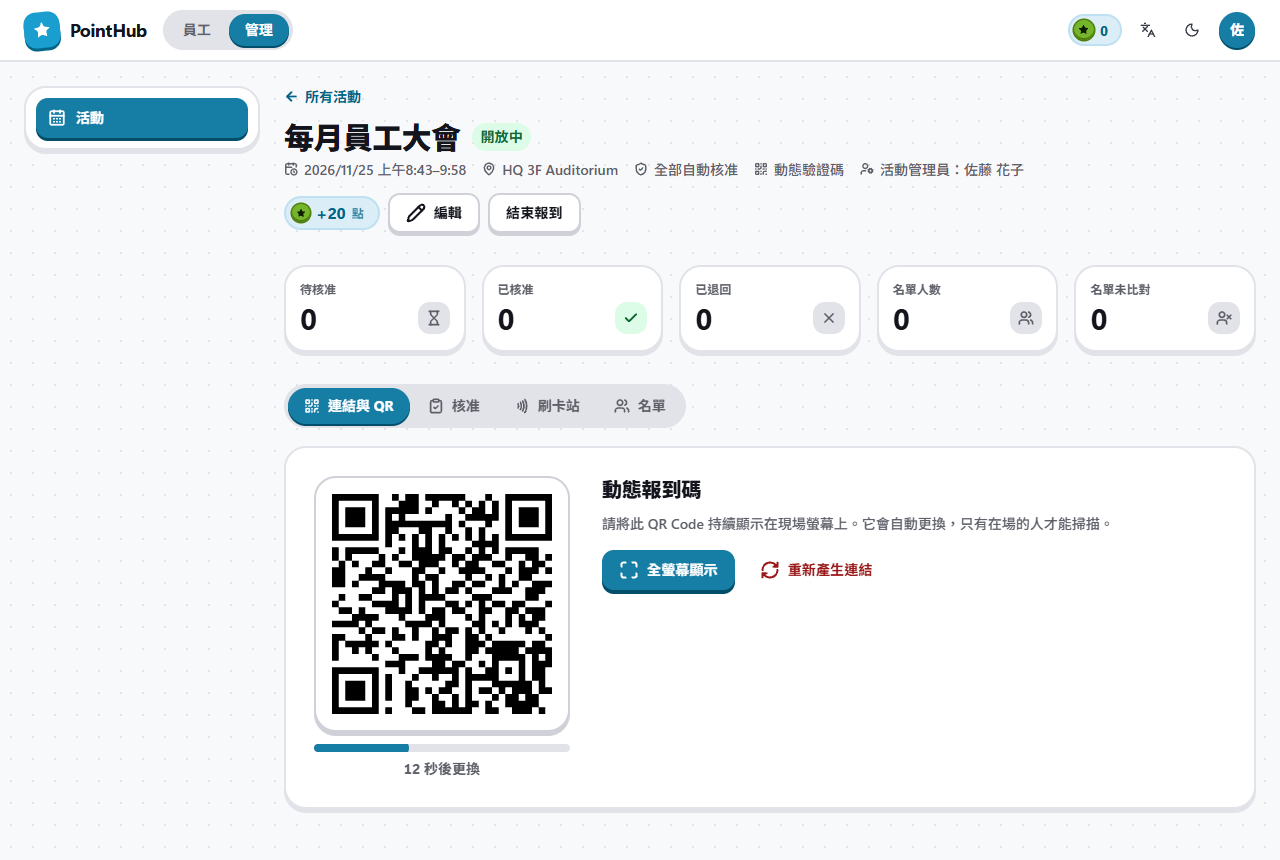 PointHub
員工
管理
0
佐
活動
所有活動
每月員工大會
開放中
2026/11/25 上午8:43–9:58
HQ 3F Auditorium
全部自動核准
動態驗證碼
活動管理員：佐藤 花子
+20 點
編輯
結束報到
待核准
0
已核准
0
已退回
0
名單人數
0
名單未比對
0
連結與 QR
核准
刷卡站
名單
動態報到碼
請將此 QR Code 持續顯示在現場螢幕上。它會自動更換，只有在場的人才能掃描。
全螢幕顯示
重新產生連結
12 秒後更換